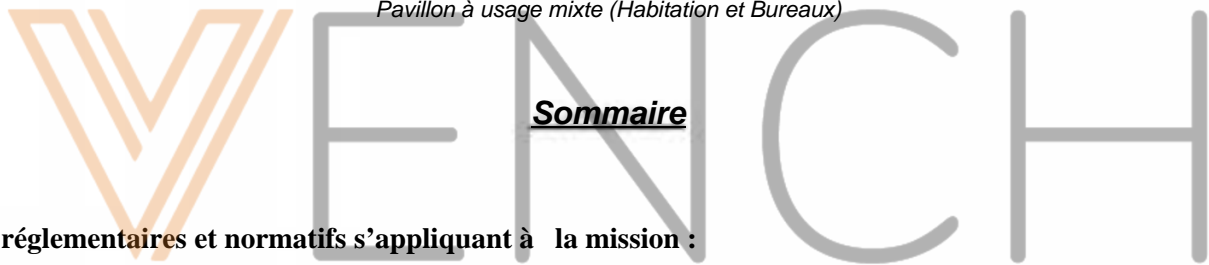 Pavillon à usage mixte (Habitation et Bureaux)
VENCH
Sommaire
réglementaires et normatifs s’appliquant à la mission :